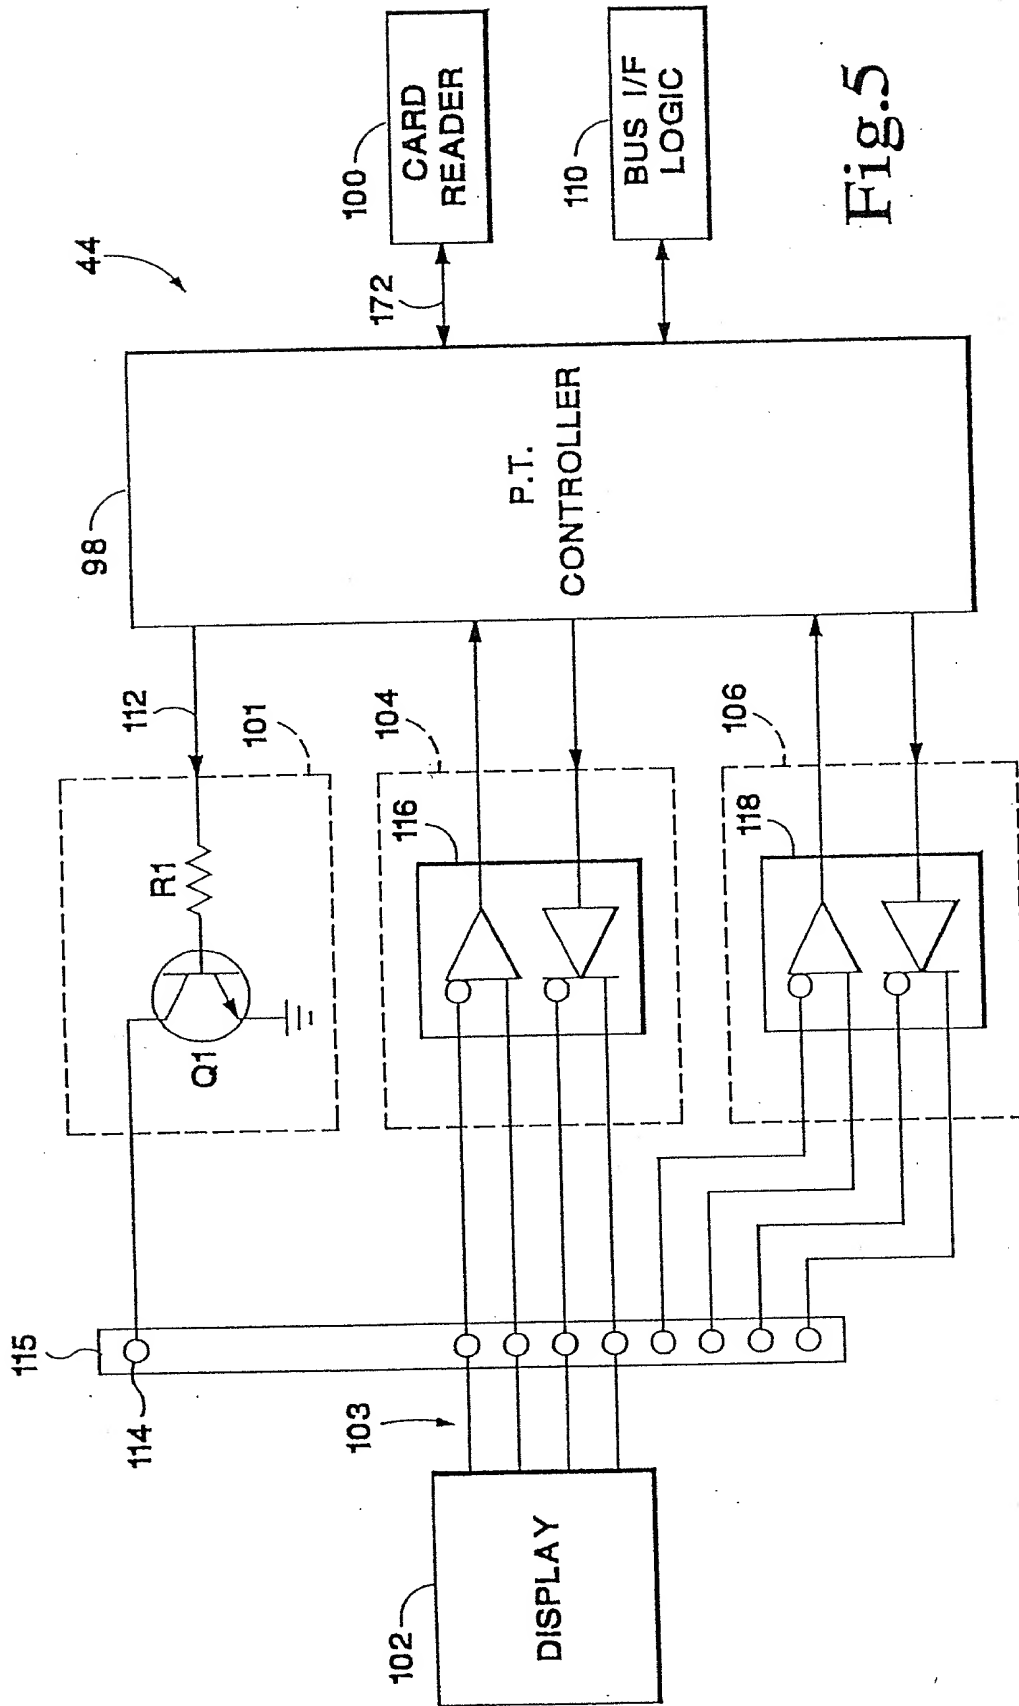 44
98
112
101
R1
Q1
115
114
104
116
103
102
DISPLAY
106
118
P.T.
CONTROLLER
172
100
CARD
READER
110
BUS I/F
LOGIC
Fig.5